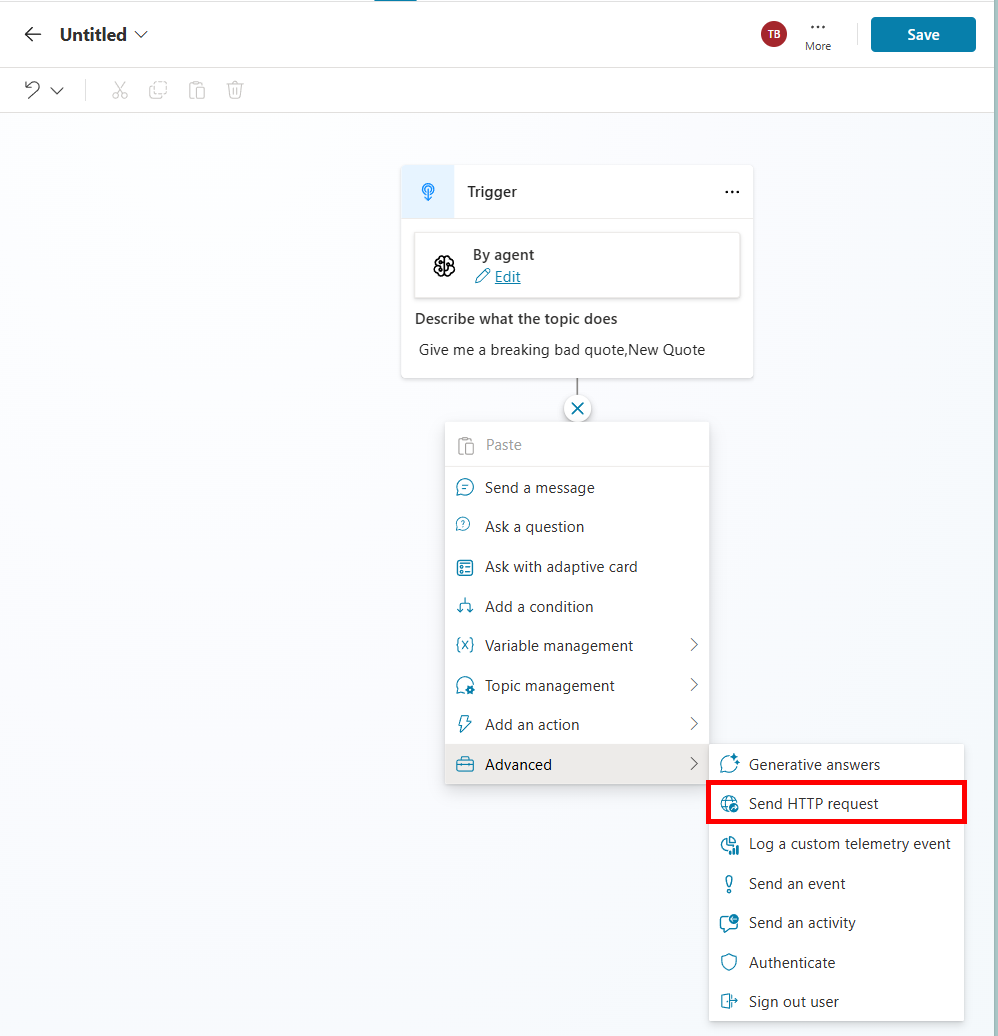 Untitled
TB
More
Save
Trigger
By agent
Edit
Describe what the topic does
Give me a breaking bad quote,New Quote
Paste
Send a message
Ask a question
Ask with adaptive card
Add a condition
Variable management
Topic management
Add an action
Advanced
Generative answers
Send HTTP request
Log a custom telemetry event
Send an event
Send an activity
Authenticate
Sign out user